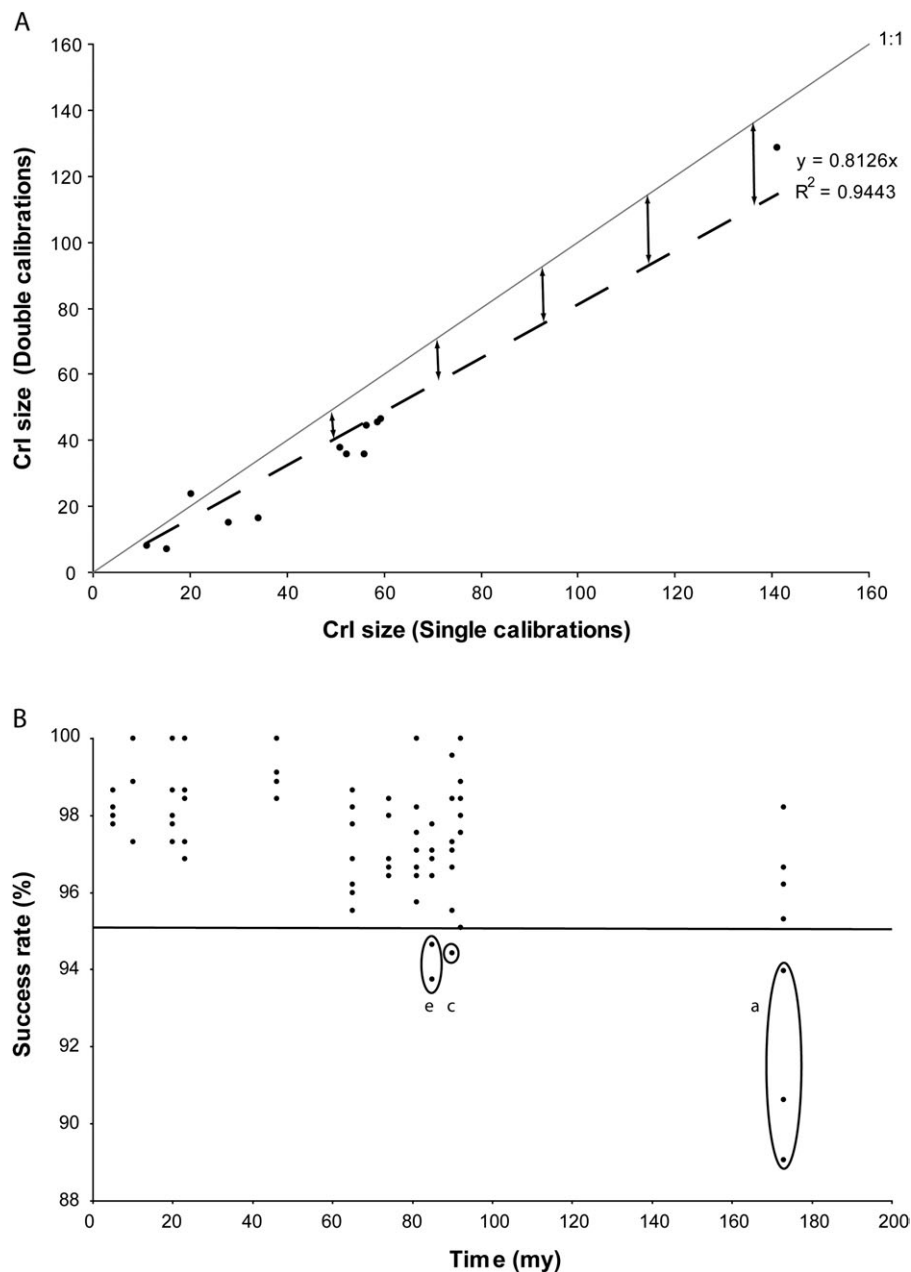 A
160
140
120
100
80
60
40
20
0
CrI size (Double calibrations)
1:1
y = 0.8126x
R² = 0.9443
0 20 40 60 80 100 120 140 160
CrI size (Single calibrations)
B
100
98
96
94
92
90
88
Success rate (%)
e c a
0 20 40 60 80 100 120 140 160 180 200
Time (my)